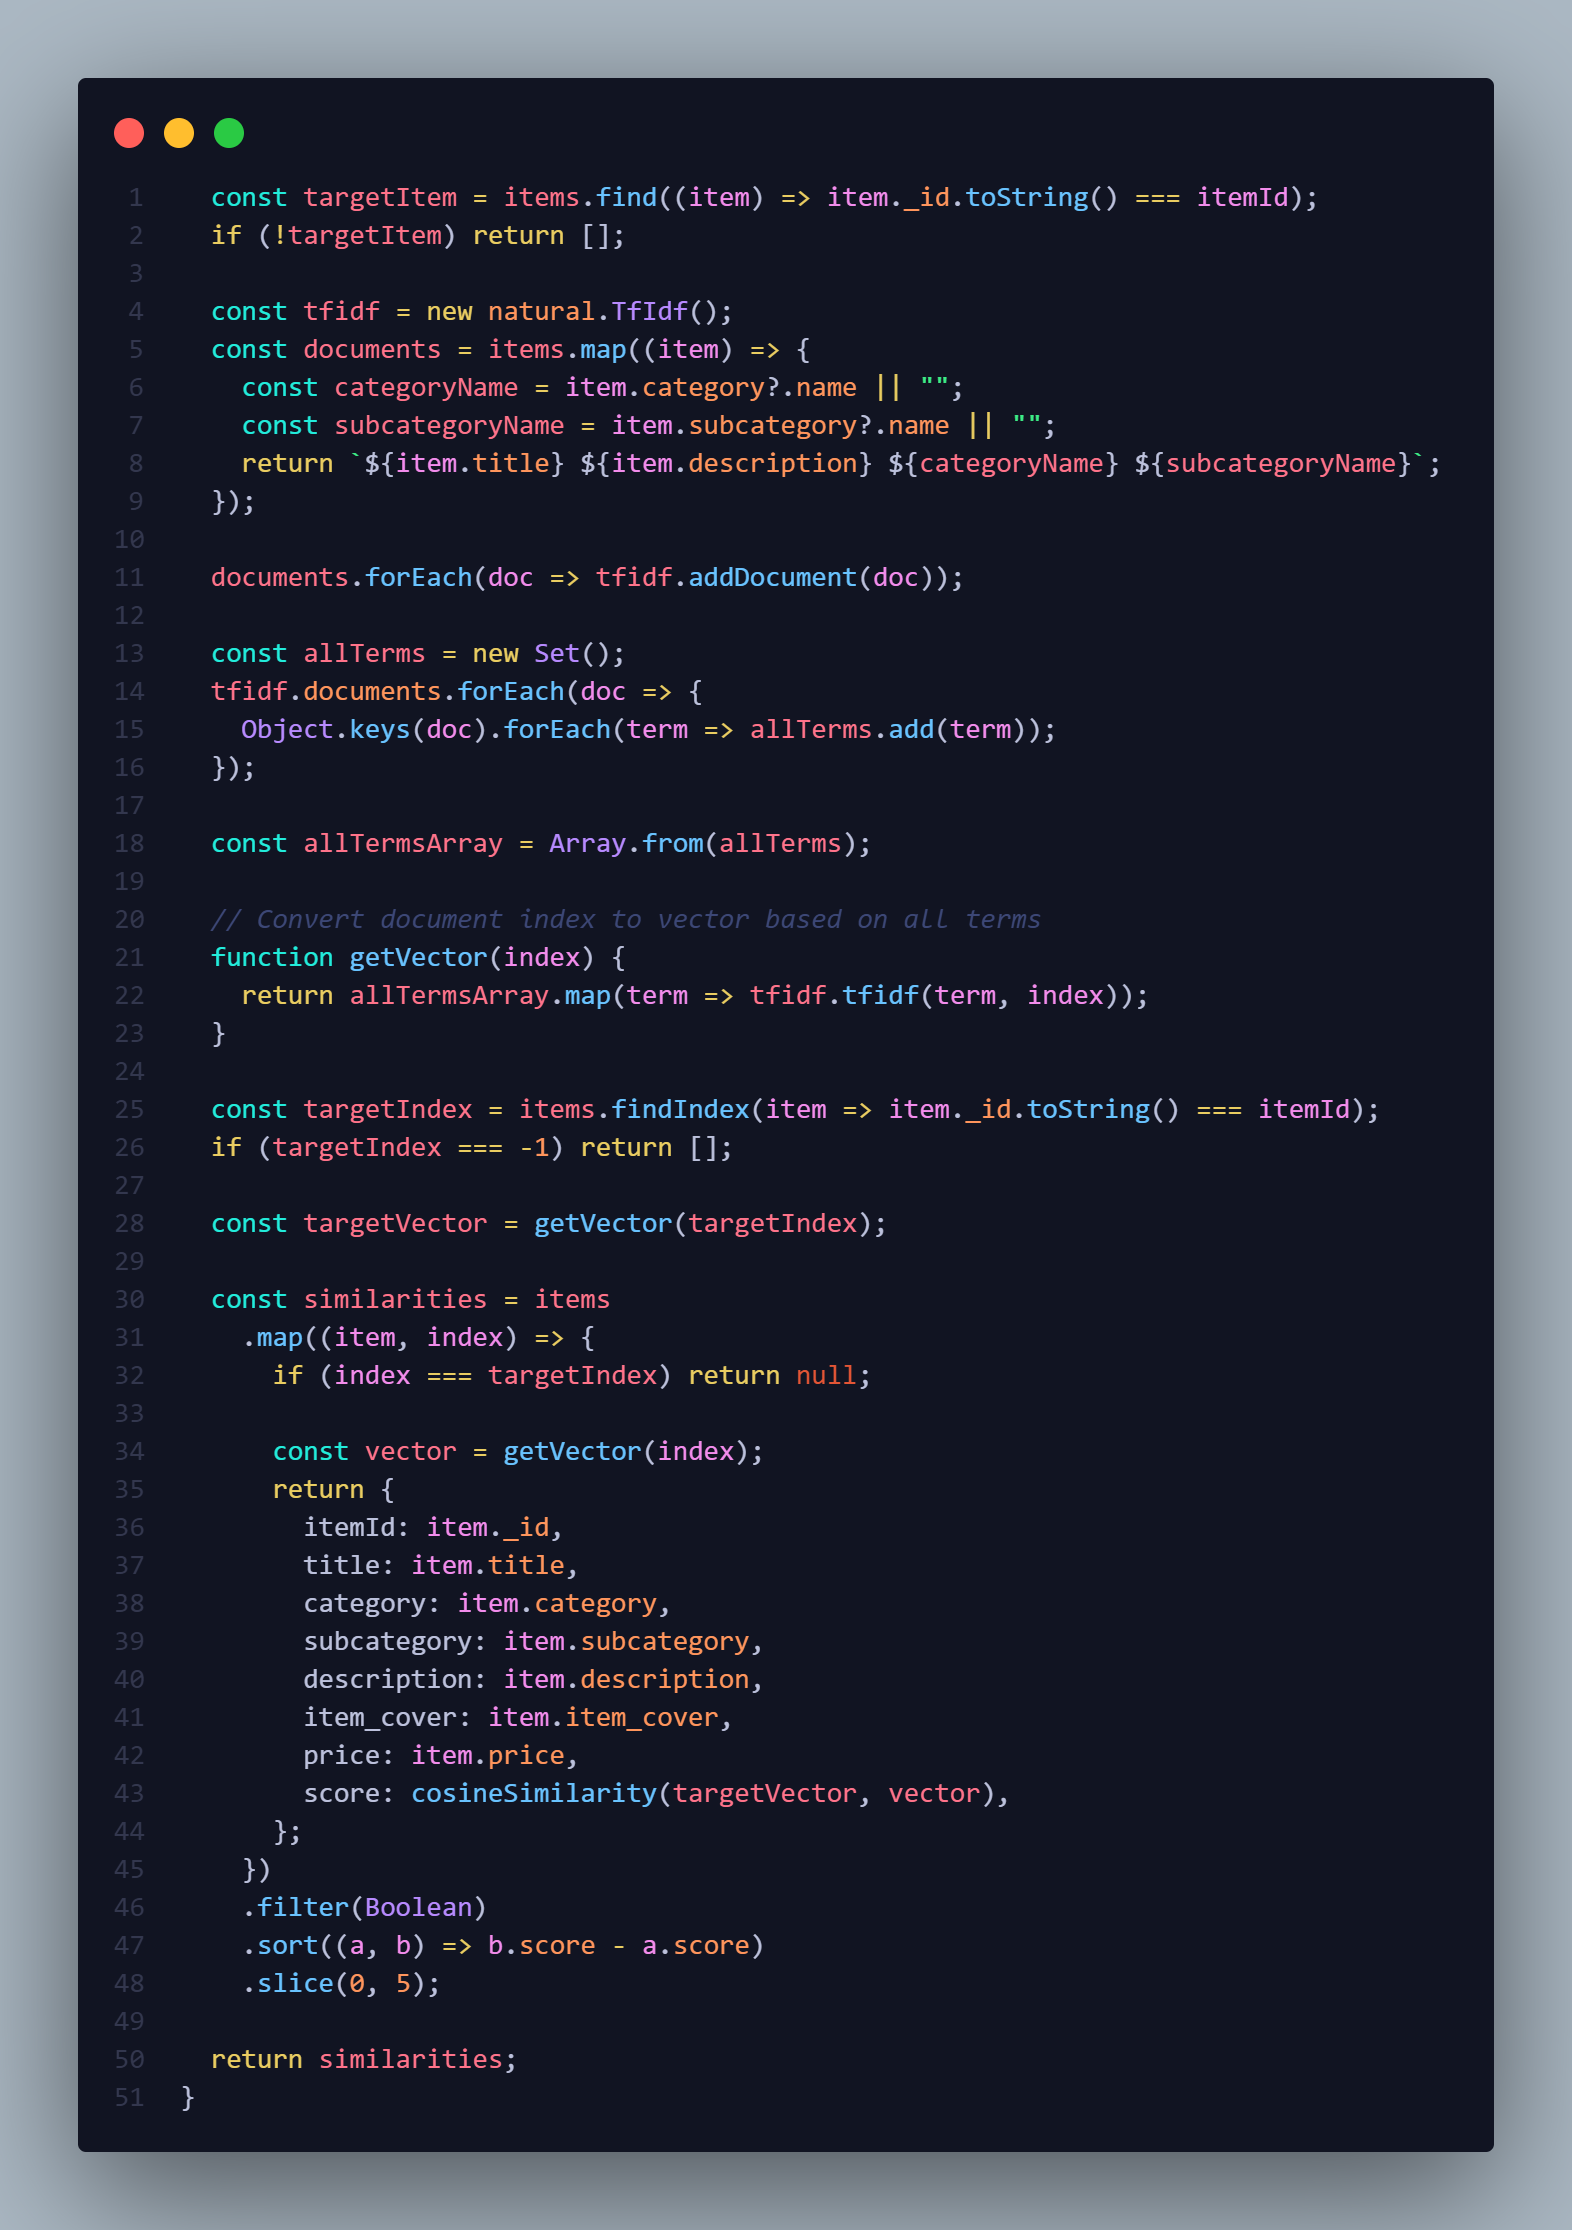 1 const targetItem = items.find((item) => item._id.toString() === itemId);
2 if (!targetItem) return [];
3
4 const tfidf = new natural.TfIdf();
5 const documents = items.map((item) => {
6 const categoryName = item.category?.name || "";
7 const subcategoryName = item.subcategory?.name || "";
8 return `${item.title} ${item.description} ${categoryName} ${subcategoryName}`;
9 });
10
11 documents.forEach(doc => tfidf.addDocument(doc));
12
13 const allTerms = new Set();
14 tfidf.documents.forEach(doc => {
15 Object.keys(doc).forEach(term => allTerms.add(term));
16 });
17
18 const allTermsArray = Array.from(allTerms);
19
20 // Convert document index to vector based on all terms
21 function getVector(index) {
22 return allTermsArray.map(term => tfidf.tfidf(term, index));
23 }
24
25 const targetIndex = items.findIndex(item => item._id.toString() === itemId);
26 if (targetIndex === -1) return [];
27
28 const targetVector = getVector(targetIndex);
29
30 const similarities = items
31 .map((item, index) => {
32 if (index === targetIndex) return null;
33
34 const vector = getVector(index);
35 return {
36 itemId: item._id,
37 title: item.title,
38 category: item.category,
39 subcategory: item.subcategory,
40 description: item.description,
41 item_cover: item.item_cover,
42 price: item.price,
43 score: cosineSimilarity(targetVector, vector),
44 };
45 })
46 .filter(Boolean)
47 .sort((a, b) => b.score - a.score)
48 .slice(0, 5);
49
50 return similarities;
51 }